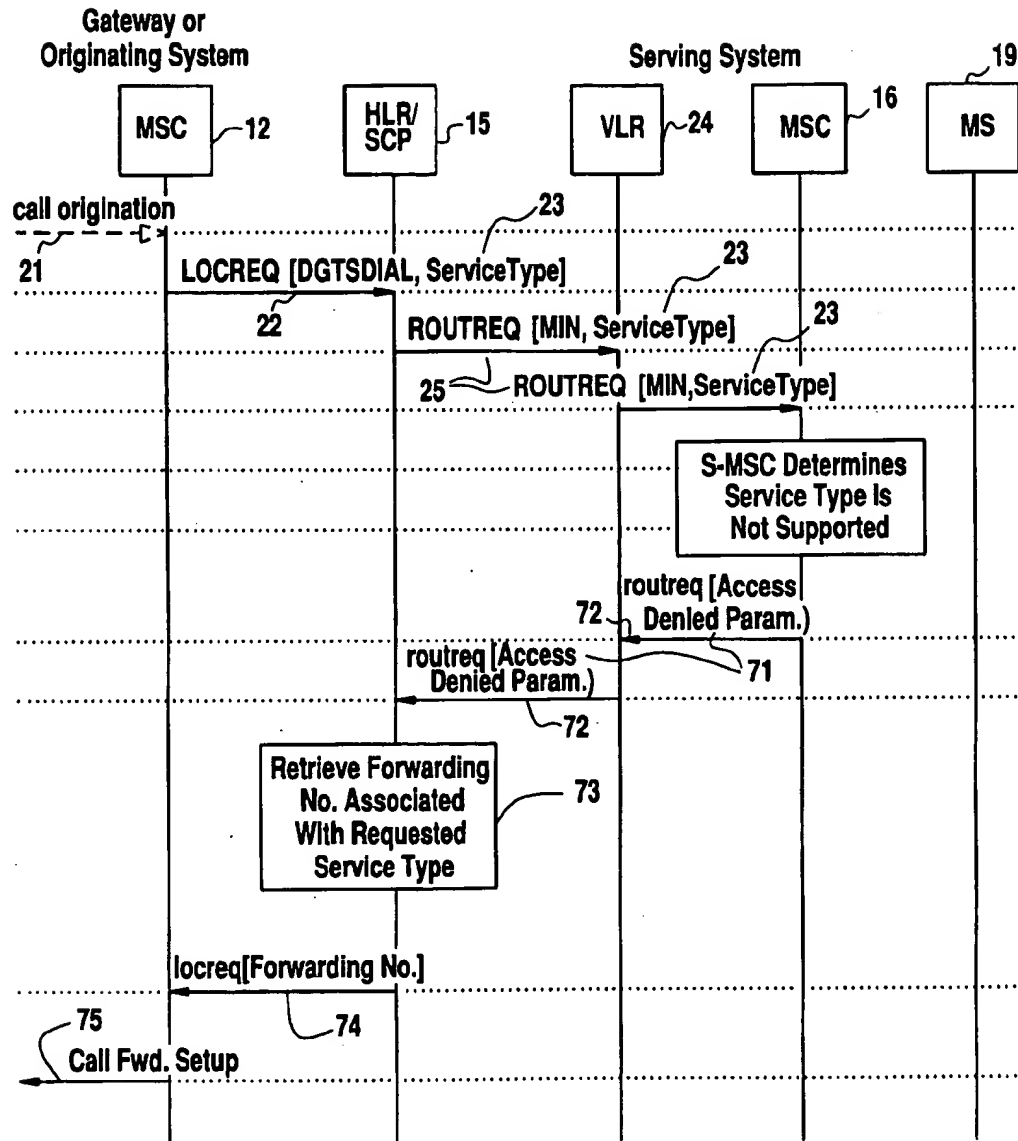 Gateway or
Originating System
Serving System
19
MSC
12
HLR/
SCP
15
VLR
24
MSC
16
MS
call origination
21
23
LOCREQ [DGTSDIAL, ServiceType]
22
23
ROUTREQ [MIN, ServiceType]
23
25
ROUTREQ [MIN,ServiceType]
S-MSC Determines
Service Type Is
Not Supported
routreq [Access
Denied Param.)
72
71
routreq [Access
Denied Param.)
72
Retrieve Forwarding
No. Associated
With Requested
Service Type
73
locreq[Forwarding No.]
74
75
Call Fwd. Setup